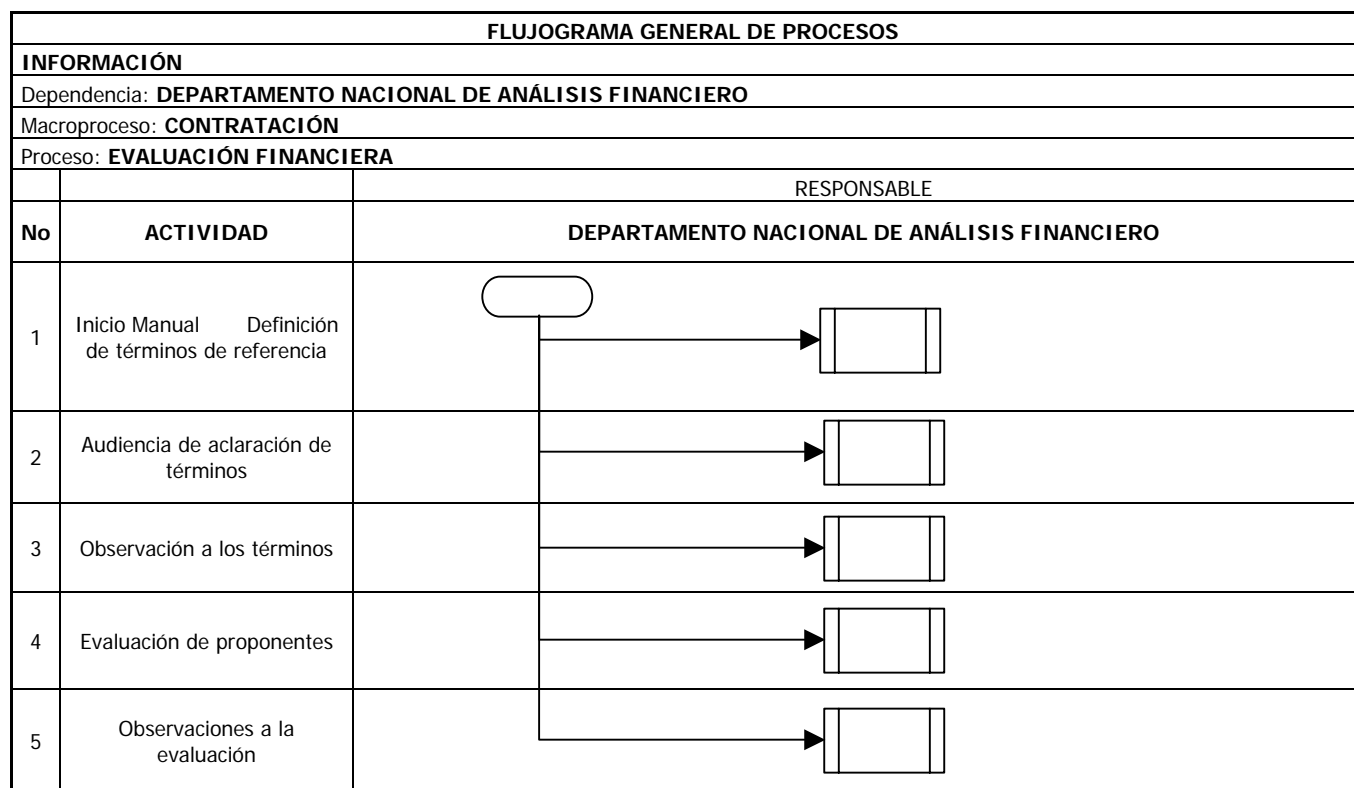 FLUJOGRAMA GENERAL DE PROCESOS
INFORMACIÓN
Dependencia: DEPARTAMENTO NACIONAL DE ANÁLISIS FINANCIERO
Macroproceso: CONTRATACIÓN
Proceso: EVALUACIÓN FINANCIERA
RESPONSABLE
No ACTIVIDAD DEPARTAMENTO NACIONAL DE ANÁLISIS FINANCIERO
1 Inicio Manual Definición
de términos de referencia
2 Audiencia de aclaración de
términos
3 Observación a los términos
4 Evaluación de proponentes
5 Observaciones a la
evaluación